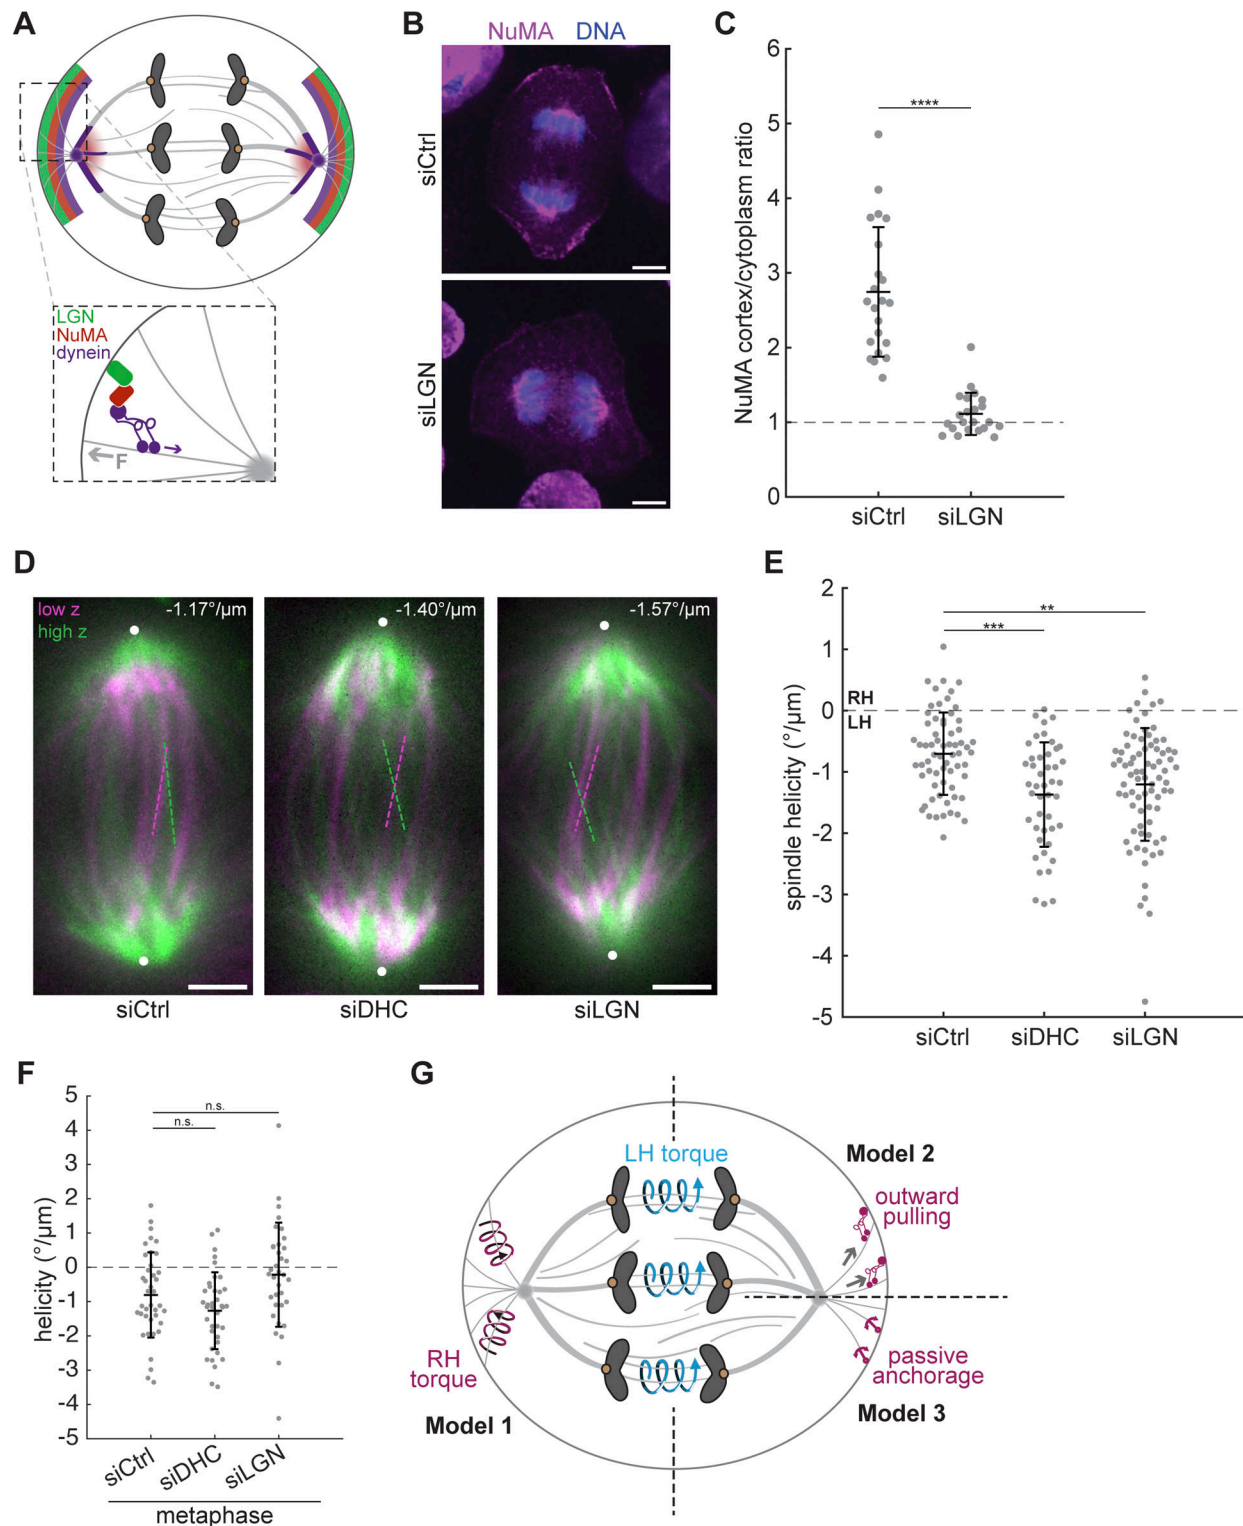 A
LGN
NuMA
dynein
F
B
NuMA DNA
siCtrl
siLGN
C
6
5
4
3
2
1
0
NuMA cortex/cytoplasm ratio
****
siCtrl siLGN
D
low z
high z
-1.17°/µm
-1.40°/µm
-1.57°/µm
siCtrl siDHC siLGN
E
2
1
0
-1
-2
-3
-4
-5
spindle helicity (°/µm)
**
***
RH
LH
siCtrl siDHC siLGN
F
5
4
3
2
1
0
-1
-2
-3
-4
-5
helicity (°/µm)
n.s.
n.s.
siCtrl siDHC siLGN
metaphase
G
LH torque
Model 2
outward
pulling
RH
torque
Model 1
passive
anchorage
Model 3